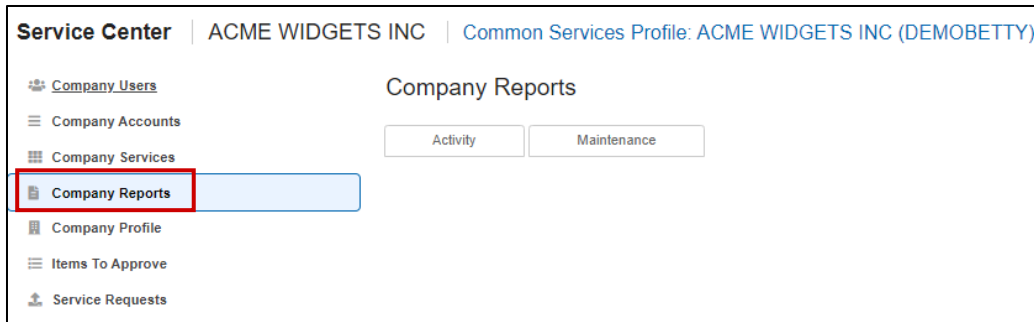 Service Center | ACME WIDGETS INC | Common Services Profile: ACME WIDGETS INC (DEMOBETTY)
Company Users
Company Accounts
Company Services
Company Reports
Company Profile
Items To Approve
Service Requests
Company Reports
Activity Maintenance